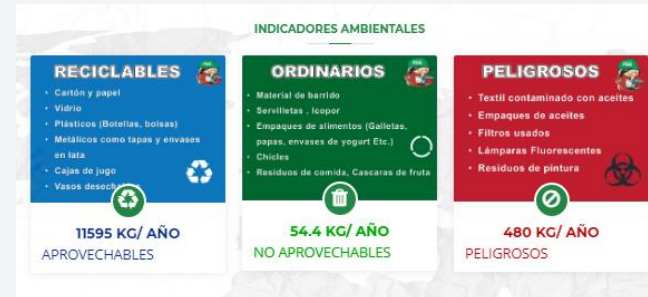 INDICADORES AMBIENTALES
RECICLABLES
• Cartón y papel
• Vidrio
• Plásticos (Botellas, bolsas)
• Metálicos como tapas y envases
en lata
• Cajas de jugo
• Vasos
11595 KG/ AÑO
APROVECHABLES
ORDINARIOS
• Material de barrido
• Servilletas , Icopor
• Empaques de alimentos (Galletas,
papas, envases de yogurt Etc.)
• Chicles
• Residuos de comida, Cascaras de fruta
54.4 KG/ AÑO
NO APROVECHABLES
PELIGROSOS
• Textil contaminado con aceites
• Empaques de aceites
• Filtros usados
• Lámparas Fluorescentes
• Residuos de pintura
480 KG/ AÑO
PELIGROSOS